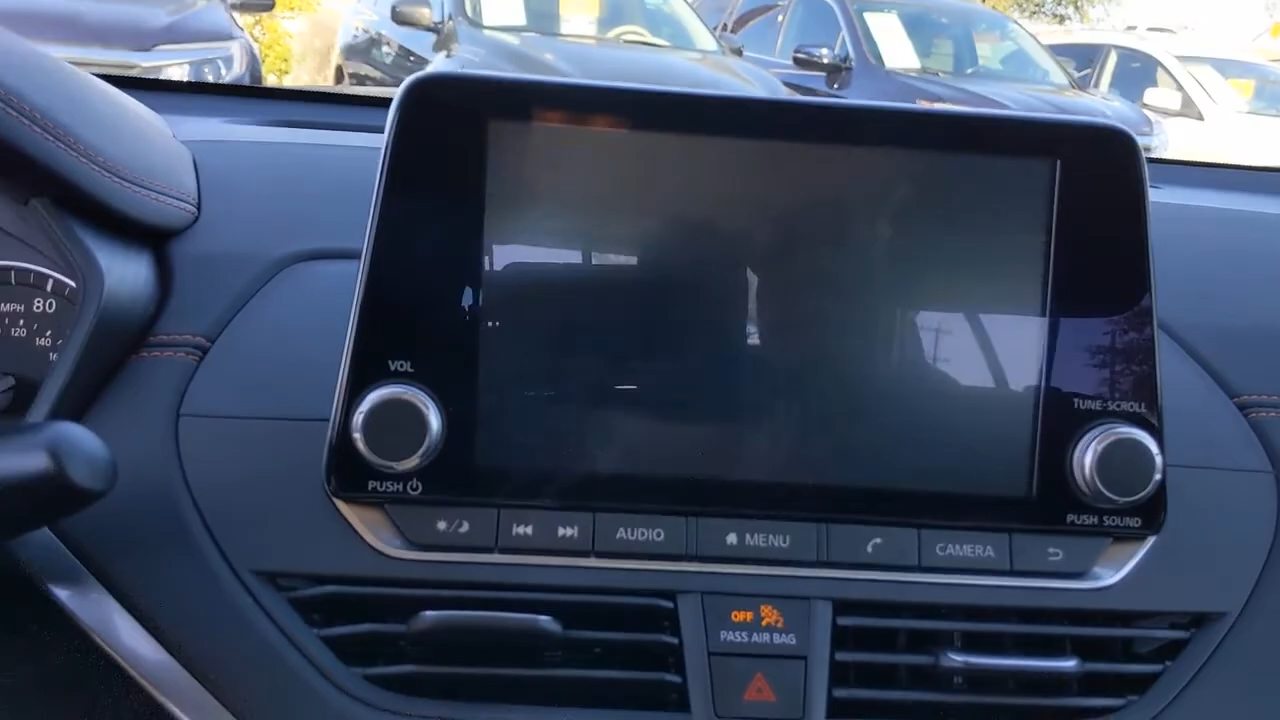 MPH 80
120 140
VOL
PUSH
TUNE·SCROLL
PUSH SOUND
AUDIO
MENU
CAMERA
OFF
PASS AIR BAG